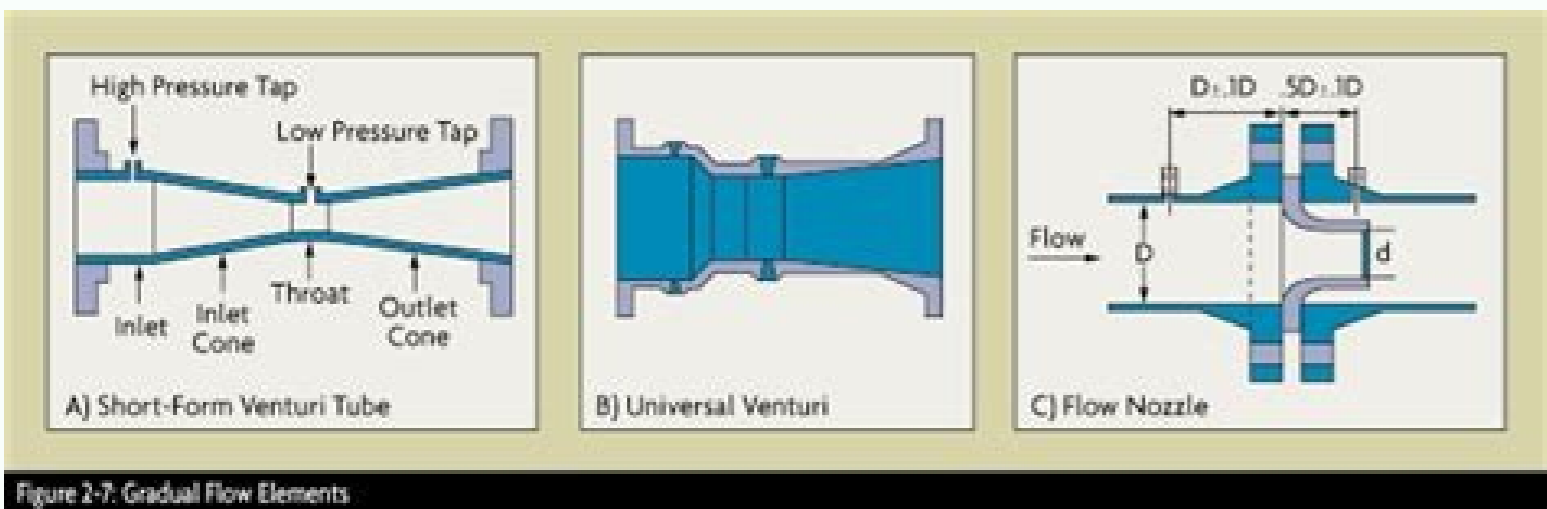 High Pressure Tap
Low Pressure Tap
Inlet
Inlet
Cone
Throat
Outlet
Cone
A) Short-Form Venturi Tube
B) Universal Venturi
D±.1D .5D±.1D
Flow
D
d
C) Flow Nozzle
Figure 2-7: Gradual Flow Elements